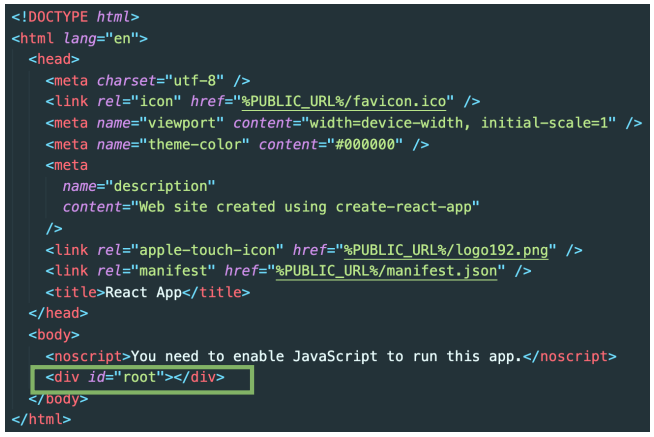 <!DOCTYPE html>
<html lang="en">
<head>
<meta charset="utf-8" />
<link rel="icon" href="%PUBLIC_URL%/favicon.ico" />
<meta name="viewport" content="width=device-width, initial-scale=1" />
<meta name="theme-color" content="#000000" />
<meta
name="description"
content="Web site created using create-react-app"
/>
<link rel="apple-touch-icon" href="%PUBLIC_URL%/logo192.png" />
<link rel="manifest" href="%PUBLIC_URL%/manifest.json" />
<title>React App</title>
</head>
<body>
<noscript>You need to enable JavaScript to run this app.</noscript>
<div id="root"></div>
</body>
</html>